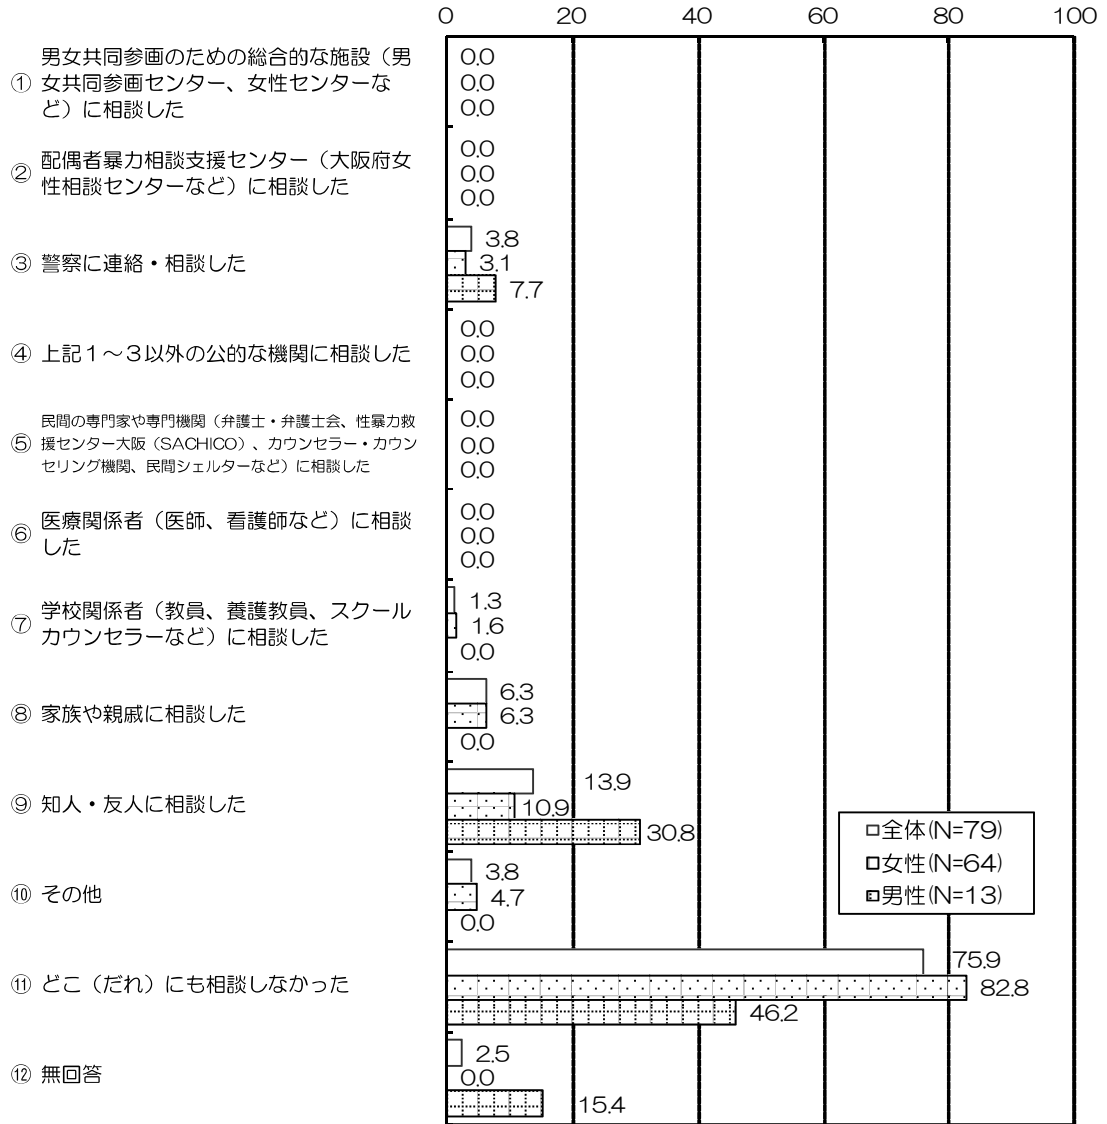 0 20 40 60 80 100
① 男女共同参画のための総合的な施設（男
女共同参画センター、女性センターな
ど）に相談した
0.0
0.0
0.0
② 配偶者暴力相談支援センター（大阪府女
性相談センターなど）に相談した
0.0
0.0
0.0
③ 警察に連絡・相談した
3.8
3.1
7.7
④ 上記１～３以外の公的な機関に相談した
0.0
0.0
0.0
⑤ 民間の専門家や専門機関（弁護士・弁護士会、性暴力救
援センター大阪（SACHICO）、カウンセラー・カウン
セリング機関、民間シェルターなど）に相談した
0.0
0.0
0.0
⑥ 医療関係者（医師、看護師など）に相談
した
0.0
0.0
0.0
⑦ 学校関係者（教員、養護教員、スクール
カウンセラーなど）に相談した
1.3
1.6
0.0
⑧ 家族や親戚に相談した
6.3
6.3
0.0
⑨ 知人・友人に相談した
13.9
10.9
30.8
⑩ その他
3.8
4.7
0.0
⑪ どこ（だれ）にも相談しなかった
75.9
82.8
46.2
⑫ 無回答
2.5
0.0
15.4
全体(N=79)
女性(N=64)
男性(N=13)